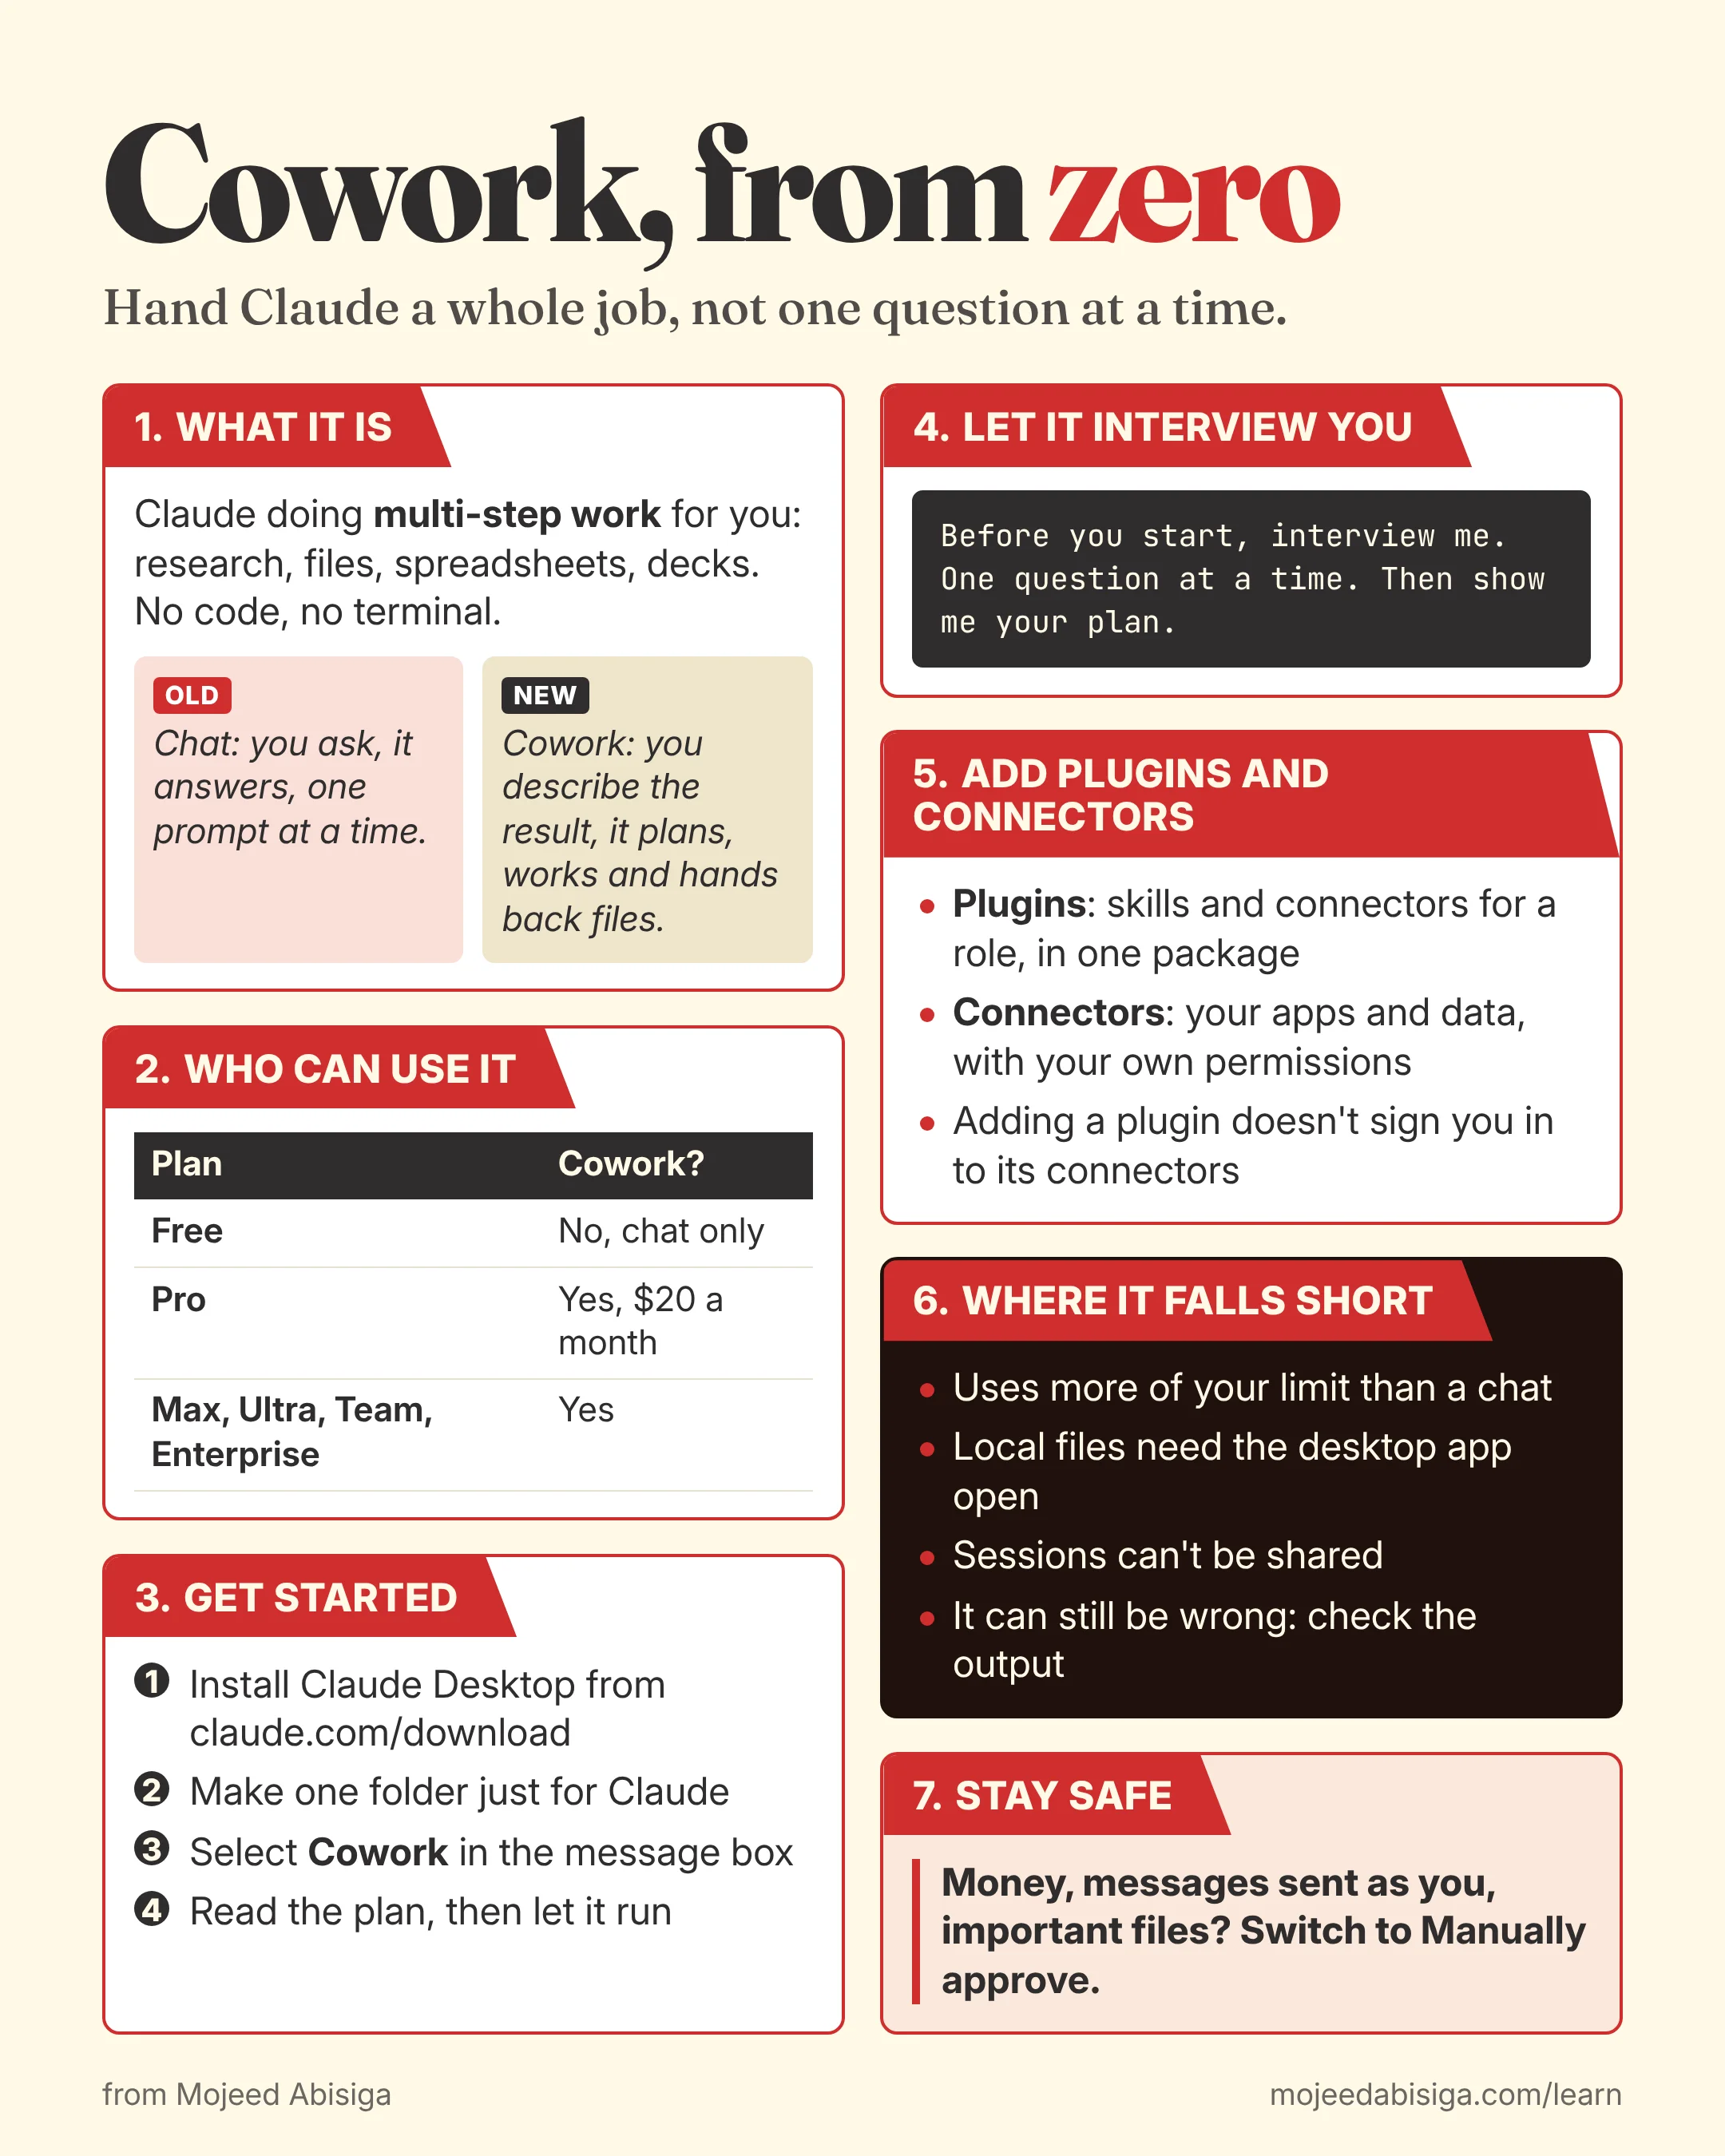 Cowork, from zero
Hand Claude a whole job, not one question at a time.
1. WHAT IT IS
Claude doing multi-step work for you:
research, files, spreadsheets, decks.
No code, no terminal.
OLD
Chat: you ask, it
answers, one
prompt at a time.
NEW
Cowork: you
describe the
result, it plans,
works and hands
back files.
2. WHO CAN USE IT
Plan Cowork?
Free No, chat only
Pro Yes, $20 a
month
Max, Ultra, Team, Yes
Enterprise
3. GET STARTED
1 Install Claude Desktop from
claude.com/download
2 Make one folder just for Claude
3 Select Cowork in the message box
4 Read the plan, then let it run
4. LET IT INTERVIEW YOU
Before you start, interview me.
One question at a time. Then show
me your plan.
5. ADD PLUGINS AND
CONNECTORS
• Plugins: skills and connectors for a
role, in one package
• Connectors: your apps and data,
with your own permissions
• Adding a plugin doesn't sign you in
to its connectors
6. WHERE IT FALLS SHORT
• Uses more of your limit than a chat
• Local files need the desktop app
open
• Sessions can't be shared
• It can still be wrong: check the
output
7. STAY SAFE
Money, messages sent as you,
important files? Switch to Manually
approve.
from Mojeed Abisiga
mojeedabisiga.com/learn